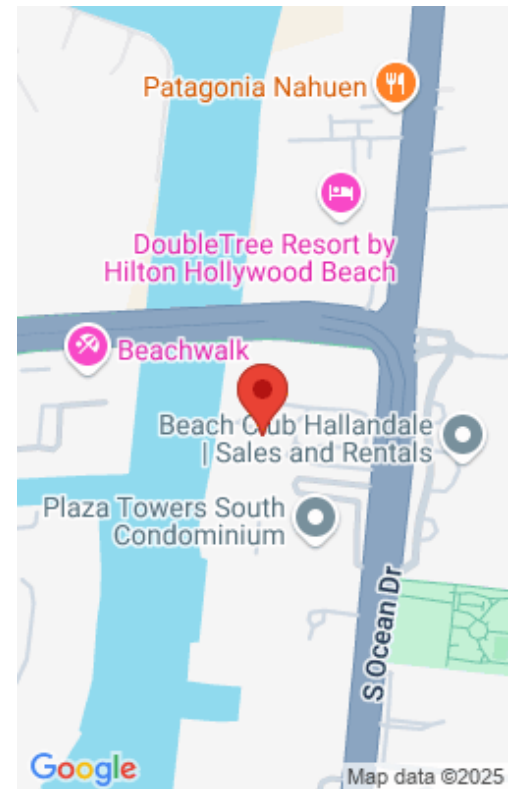 Patagonia Nahuen
DoubleTree Resort by
Hilton Hollywood Beach
Beachwalk
Beach Club Hallandale
| Sales and Rentals
Plaza Towers South
Condominium
S Ocean Dr
Google
Map data ©2025